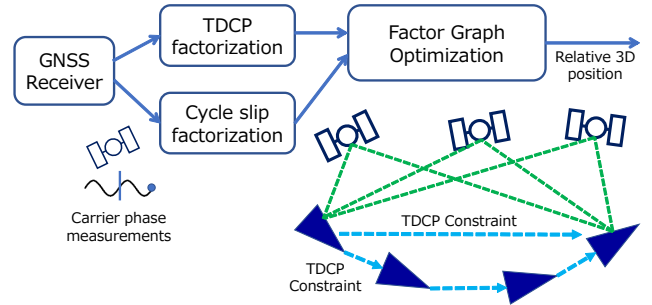 GNSS
Receiver
TDCP
factorization
Cycle slip
factorization
Factor Graph
Optimization
Relative 3D
position
Carrier phase
measurements
TDCP Constraint
TDCP
Constraint